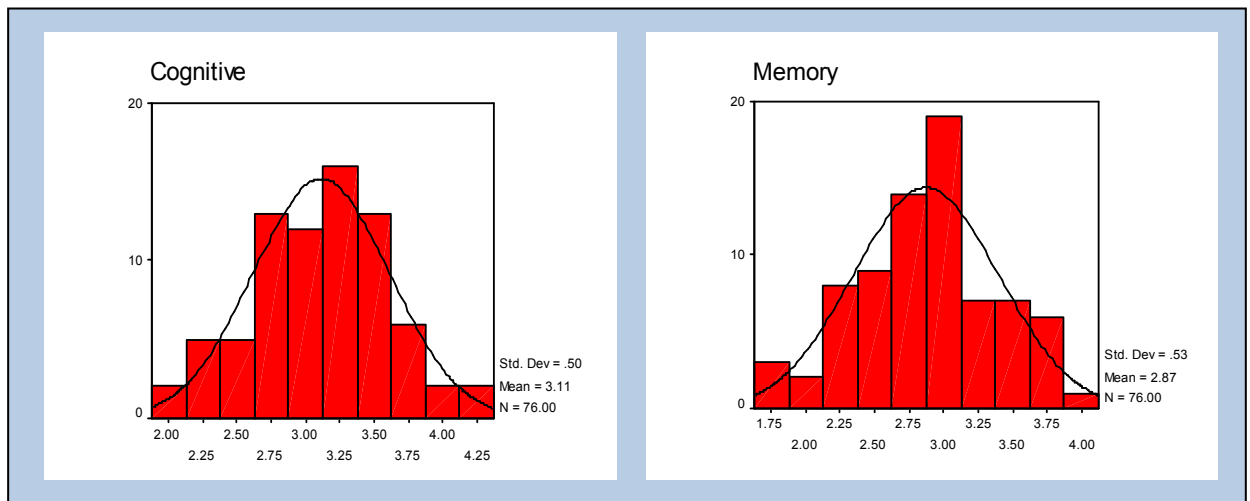 Cognitive
20
10
0
Std. Dev = .50
Mean = 3.11
N = 76.00
2.00 2.50 3.00 3.50 4.00
2.25 2.75 3.25 3.75 4.25
Memory
20
10
0
Std. Dev = .53
Mean = 2.87
N = 76.00
1.75 2.25 2.75 3.25 3.75
2.00 2.50 3.00 3.50 4.00